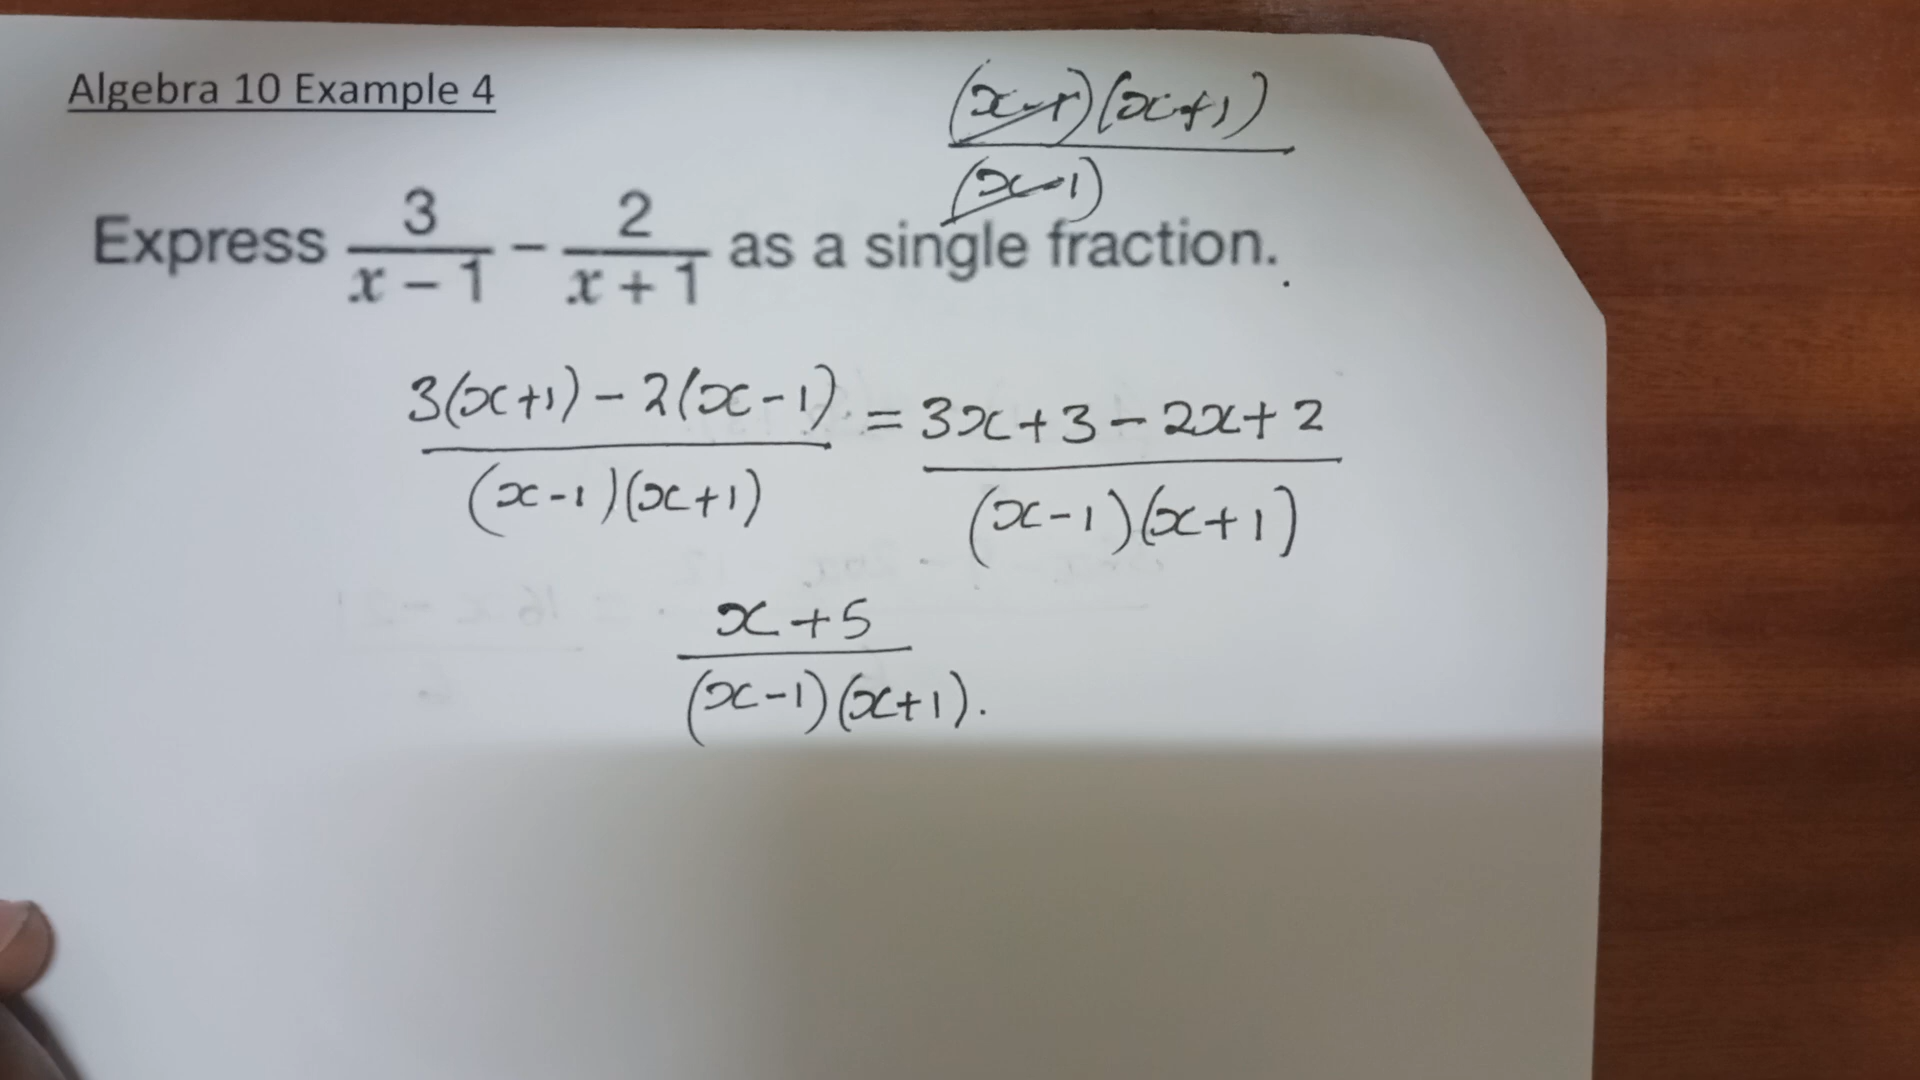 Algebra 10 Example 4
(x-1)(x+1)
(x-1)
Express 3/(x − 1) − 2/(x + 1) as a single fraction.
3(x+1) - 2(x-1) = 3x+3-2x+2
(x-1)(x+1) (x-1)(x+1)
x+5
(x-1)(x+1).